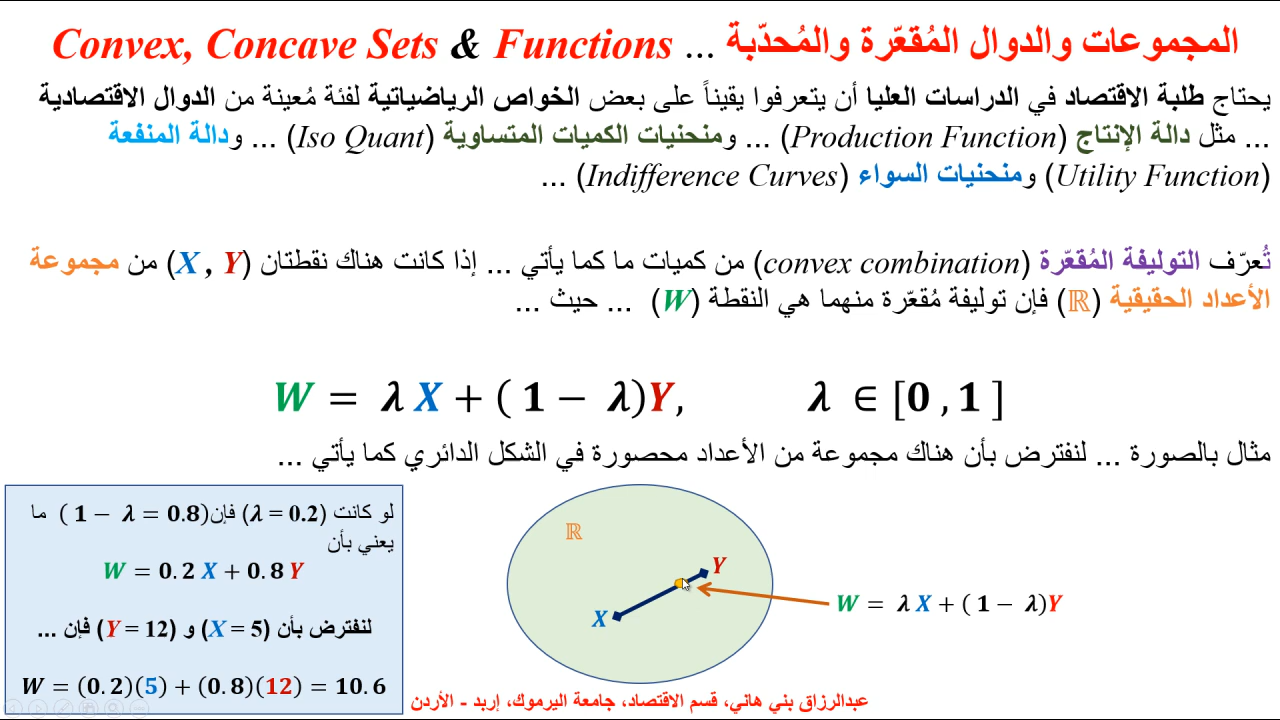 المجموعات والدوال المُقعّرة والمُحدّبة ... Convex, Concave Sets & Functions
يحتاج طلبة الاقتصاد في الدراسات العليا أن يتعرفوا يقيناً على بعض الخواص الرياضياتية لفئة مُعينة من الدوال الاقتصادية
... مثل دالة الإنتاج (Production Function) ... ومنحنيات الكميات المتساوية (Iso Quant) ... ودالة المنفعة
(Utility Function) ومنحنيات السواء (Indifference Curves) ...
تُعرّف التوليفة المُقعّرة (convex combination) من كميات ما كما يأتي ... إذا كانت هناك نقطتان (X , Y) من مجموعة
الأعداد الحقيقية (ℝ) فإن توليفة مُقعّرة منهما هي النقطة (W) ... حيث ...
W = λ X + ( 1 − λ)Y, λ ∈ [0 , 1 ]
مثال بالصورة ... لنفترض بأن هناك مجموعة من الأعداد محصورة في الشكل الدائري كما يأتي ...
ℝ
Y
X
W = λ X + ( 1 − λ)Y
لو كانت (λ = 0.2) فإن( 1 − λ = 0.8) ما
يعني بأن
W = 0. 2 X + 0. 8 Y
لنفترض بأن (X = 5) و (Y = 12) فإن ...
W = (0. 2)(5) + (0. 8)(12) = 10. 6
عبدالرزاق بني هاني، قسم الاقتصاد، جامعة اليرموك، إربد - الأردن